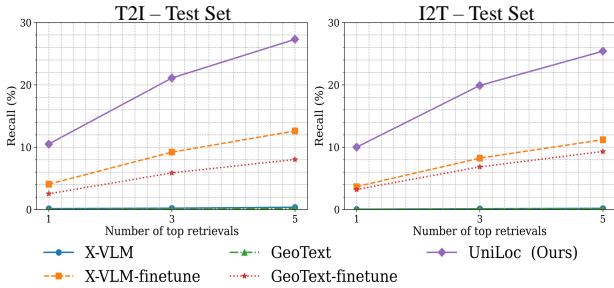 T2I – Test Set
I2T – Test Set
30
20
10
0
Recall (%)
1
3
5
Number of top retrievals
30
20
10
0
Recall (%)
1
3
5
Number of top retrievals
X-VLM
GeoText
UniLoc (Ours)
X-VLM-finetune
GeoText-finetune